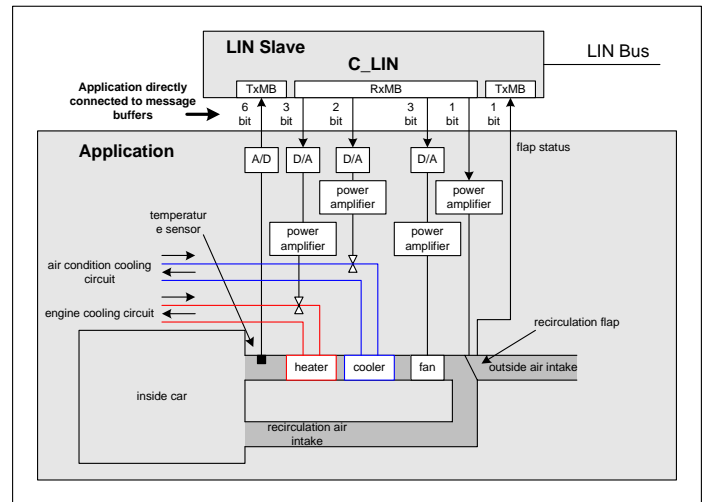 LIN Slave
C_LIN
LIN Bus
TxMB
RxMB
TxMB
Application directly
connected to message
buffers
6
bit
3
bit
2
bit
3
bit
1
bit
1
bit
Application
flap status
A/D
D/A
D/A
D/A
power
amplifier
power
amplifier
power
amplifier
power
amplifier
temperatur
e sensor
air condition cooling
circuit
engine cooling circuit
recirculation flap
heater
cooler
fan
outside air intake
inside car
recirculation air
intake